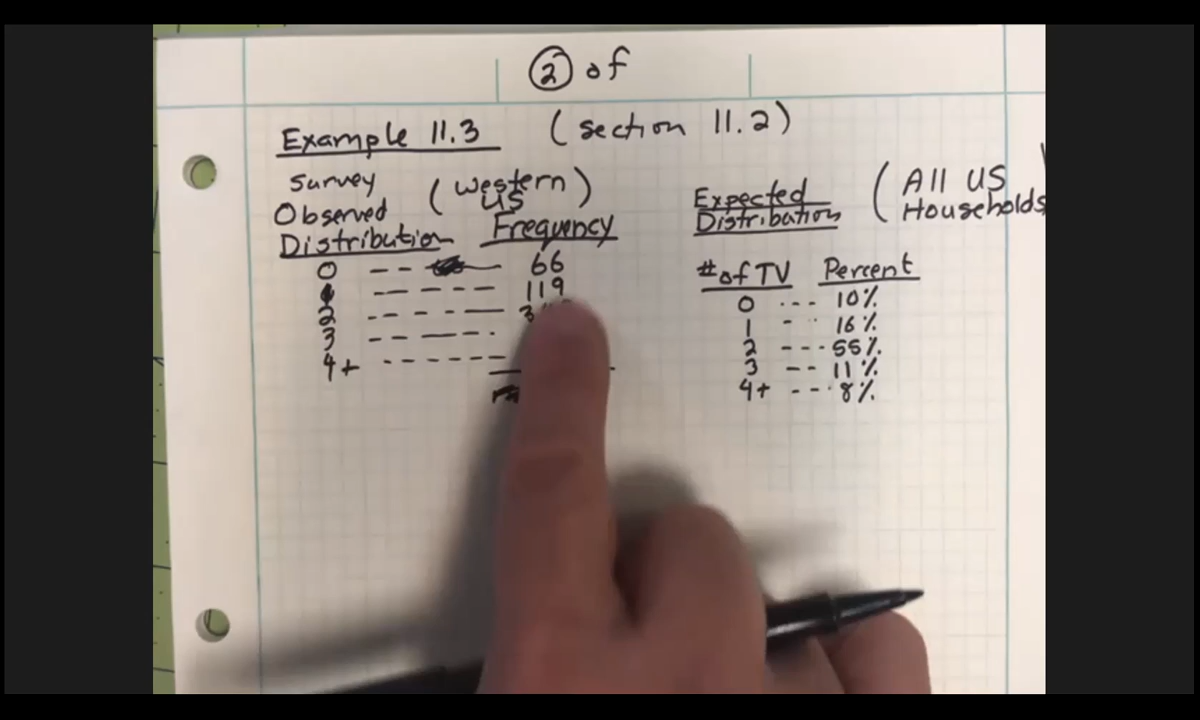 ② of
Example 11.3 (section 11.2)
Survey (Western US)
Observed Distribution Frequency
0 -- — 66
1 ----- 119
2 -----
3 -- — --
4+ ------
Expected Distribution (All US Households
# of TV Percent
0 --- 10%
1 - -- 16%
2 --- 55%
3 -- 11%
4+ --- 8%